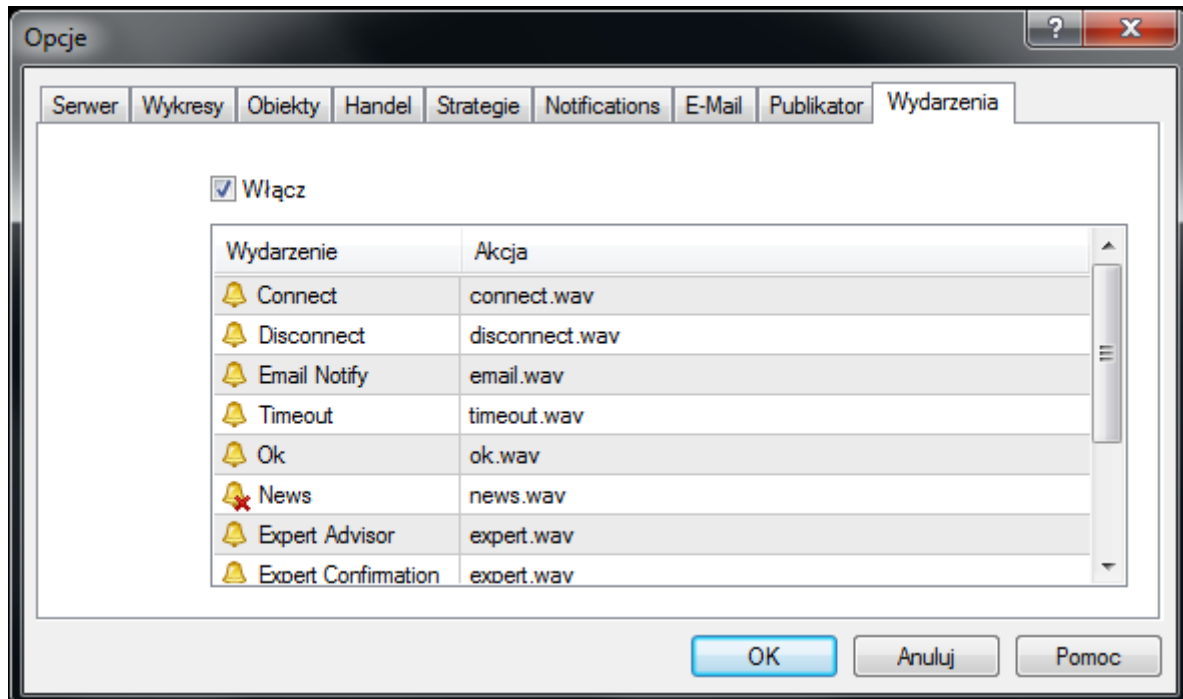 Opcje
Serwer Wykresy Obiekty Handel Strategie Notifications E-Mail Publikator Wydarzenia
Włącz
Wydarzenie Akcja
Connect connect.wav
Disconnect disconnect.wav
Email Notify email.wav
Timeout timeout.wav
Ok ok.wav
News news.wav
Expert Advisor expert.wav
Expert Confirmation expert.wav
OK Anuluj Pomoc